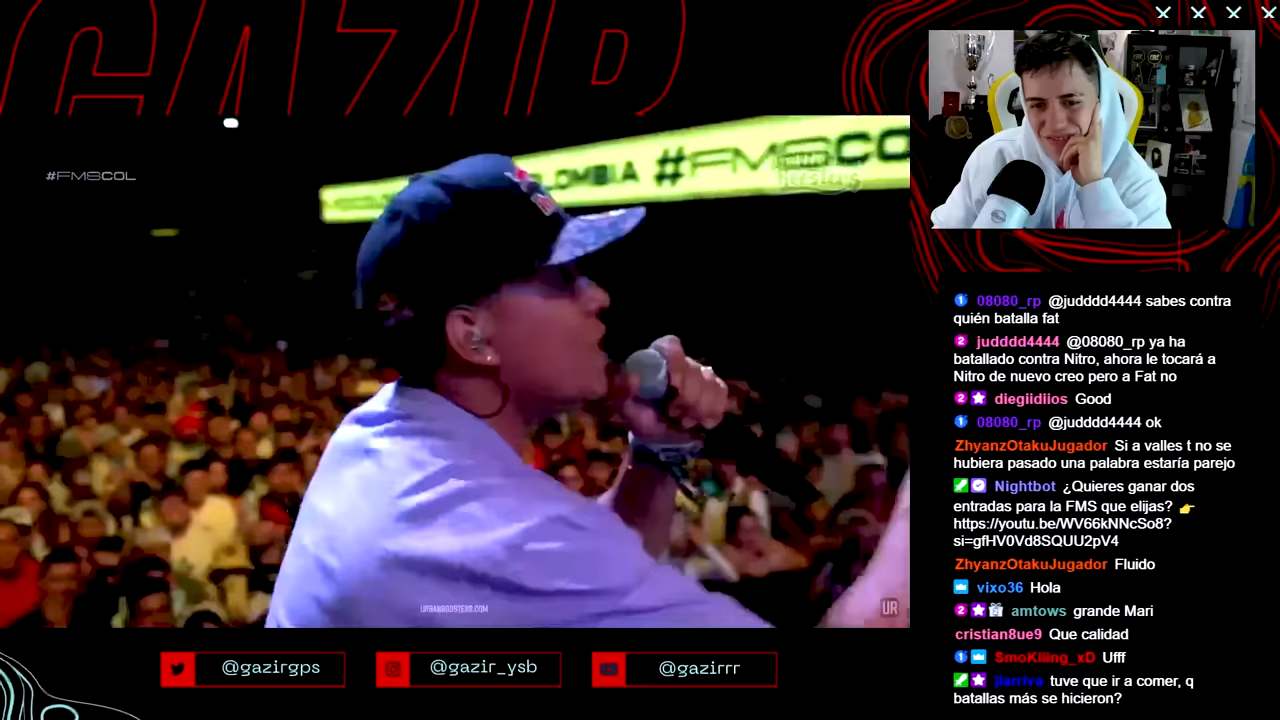 GAZIR
#FMSCOL
COLOMBIA #FMSCO
URBANROOSTERS.COM
UR
@gazirgps
@gazir_ysb
@gazirrr
08080_rp @judddd4444 sabes contra
quién batalla fat
judddd4444 @08080_rp ya ha
batallado contra Nitro, ahora le tocará a
Nitro de nuevo creo pero a Fat no
diegiidiios Good
08080_rp @judddd4444 ok
ZhyanzOtakuJugador Si a valles t no se
hubiera pasado una palabra estaría parejo
Nightbot ¿Quieres ganar dos
entradas para la FMS que elijas? 👉
https://youtu.be/WV66kNNcSo8?
si=gfHV0Vd8SQUU2pV4
ZhyanzOtakuJugador Fluido
vixo36 Hola
amtows grande Mari
cristian8ue9 Que calidad
SmoKiiing_xD Ufff
jlarriva tuve que ir a comer, q
batallas más se hicieron?